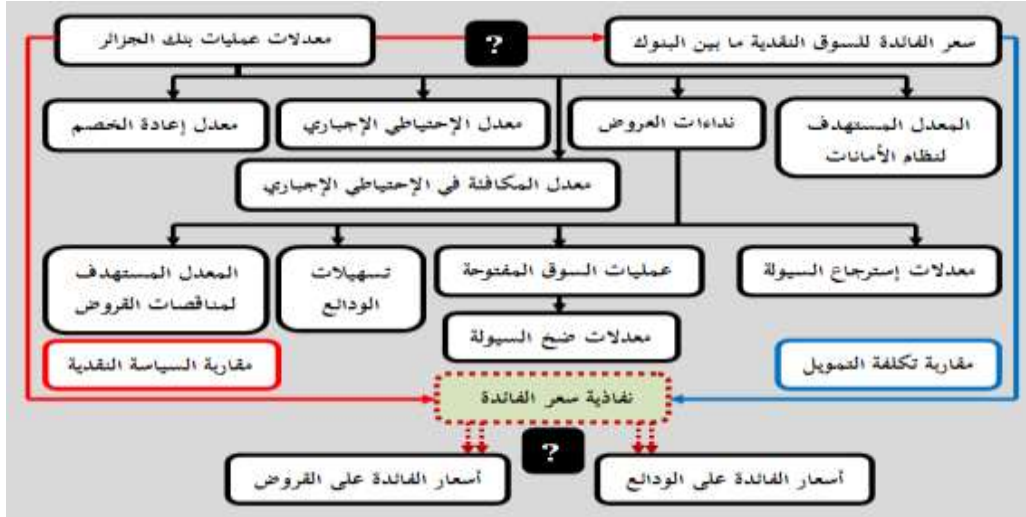 سعر الفائدة للسوق النقدية ما بين البنوك
?
معدلات عمليات بنك الجزائر
المعدل المستهدف
لنظام الأمانات
نداءات العروض
معدل الإحتياطي الإجباري
معدل إعادة الخصم
معدل المكافئة في الإحتياطي الإجباري
معدلات إسترجاع السيولة
عمليات السوق المفتوحة
تسهيلات
الودائع
المعدل المستهدف
لمناقصات القروض
معدلات ضخ السيولة
مقاربة تكلفة التمويل
مقاربة السياسة النقدية
نفاذية سعر الفائدة
?
أسعار الفائدة على الودائع
أسعار الفائدة على القروض